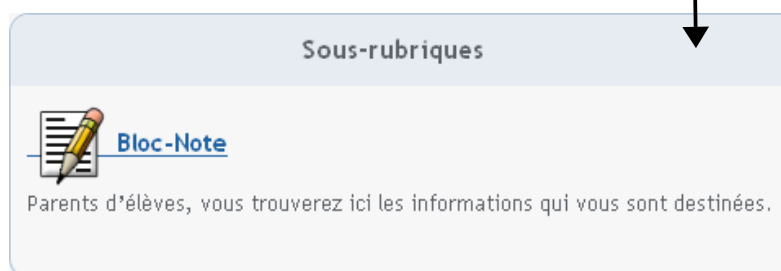 Sous-rubriques
Bloc-Note
Parents d'élèves, vous trouverez ici les informations qui vous sont destinées.